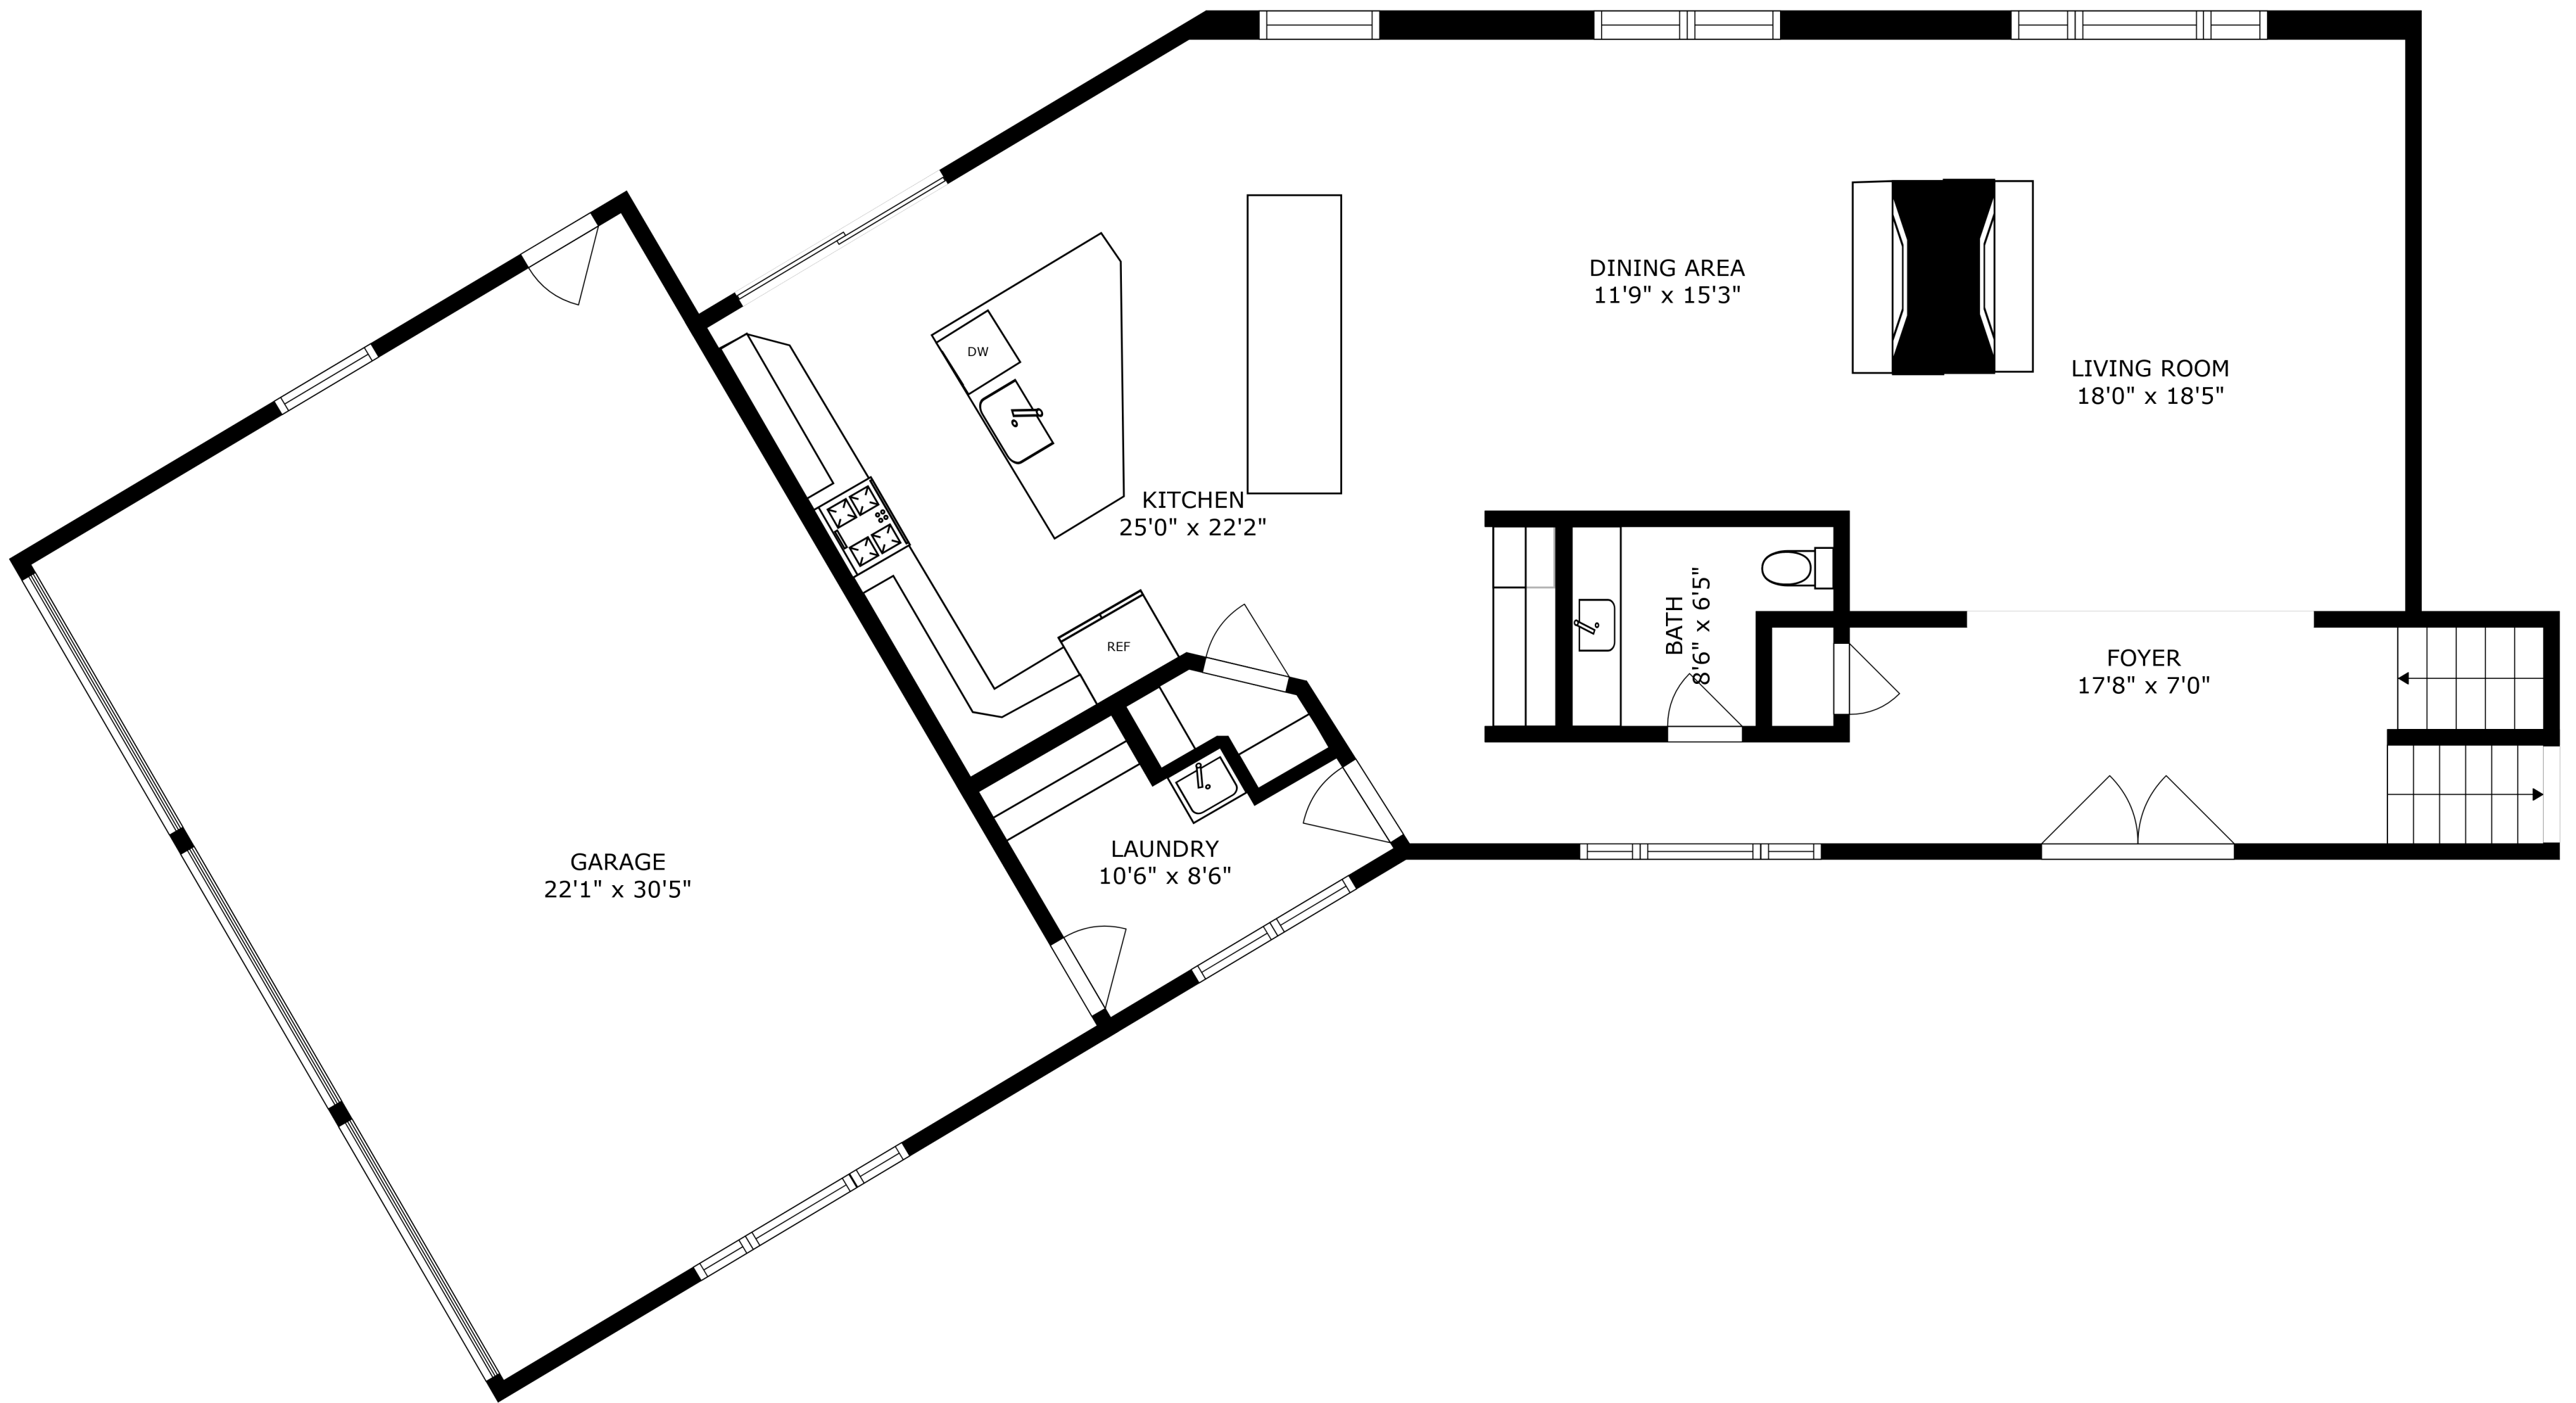 DINING AREA
11'9" x 15'3"
DW
LIVING ROOM
18'0" x 18'5"
KITCHEN
25'0" x 22'2"
BATH
8'6" x 6'5"
REF
FOYER
17'8" x 7'0"
LAUNDRY
10'6" x 8'6"
GARAGE
22'1" x 30'5"